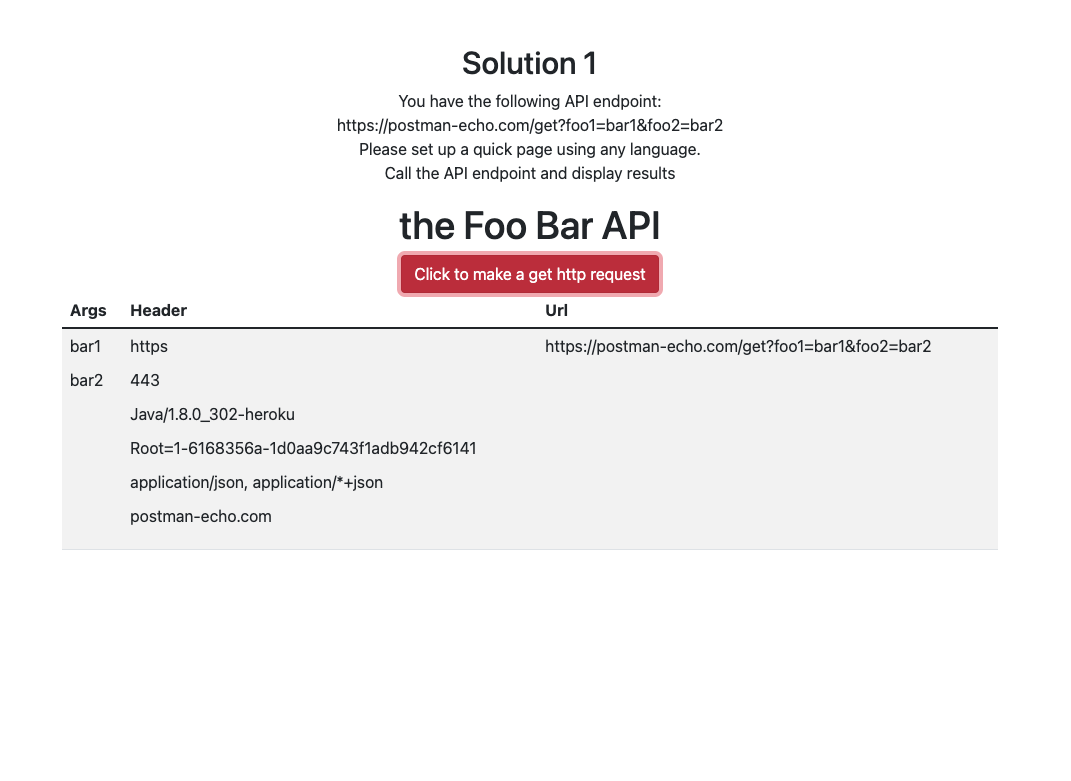 Solution 1
You have the following API endpoint:
https://postman-echo.com/get?foo1=bar1&foo2=bar2
Please set up a quick page using any language.
Call the API endpoint and display results
the Foo Bar API
Click to make a get http request
Args Header Url
bar1 https https://postman-echo.com/get?foo1=bar1&foo2=bar2
bar2 443
Java/1.8.0_302-heroku
Root=1-6168356a-1d0aa9c743f1adb942cf6141
application/json, application/*+json
postman-echo.com